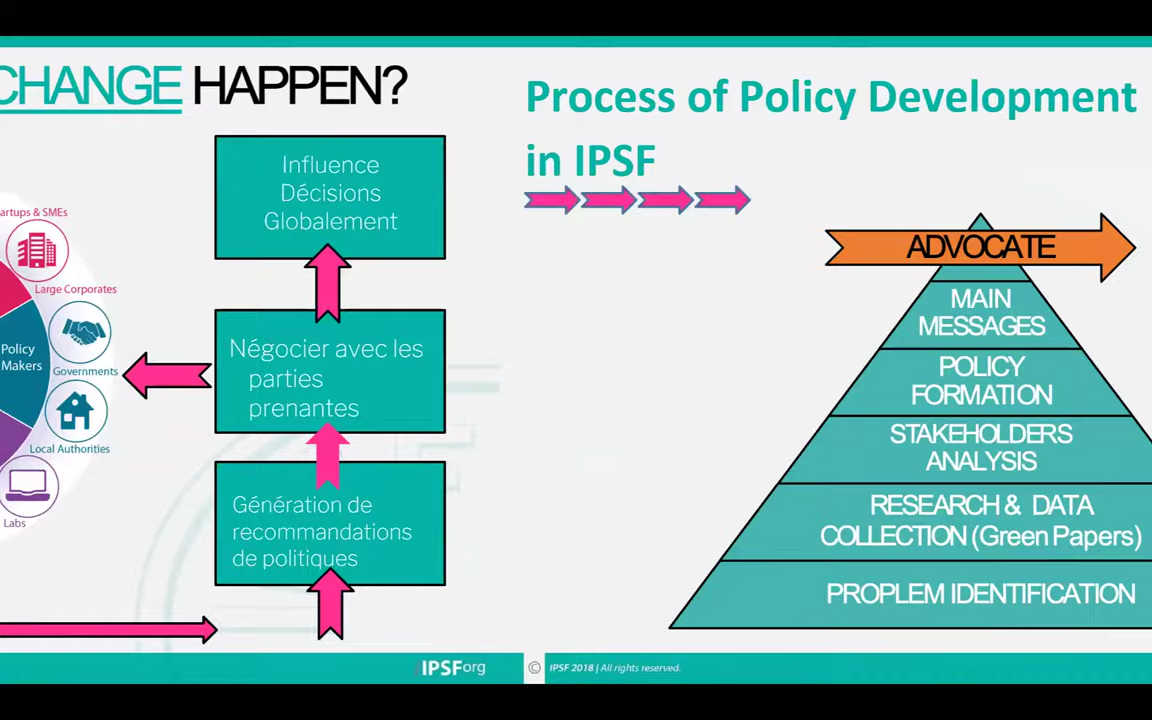 CHANGE HAPPEN?
Influence
Décisions
Globalement
Négocier avec les
parties
prenantes
Génération de
recommandations
de politiques
artups & SMEs
Large Corporates
Policy
Makers
Governments
Local Authorities
Labs
IPSForg
Process of Policy Development
in IPSF
ADVOCATE
MAIN
MESSAGES
POLICY
FORMATION
STAKEHOLDERS
ANALYSIS
RESEARCH & DATA
COLLECTION (Green Papers)
PROPLEM IDENTIFICATION
© IPSF 2018 | All rights reserved.